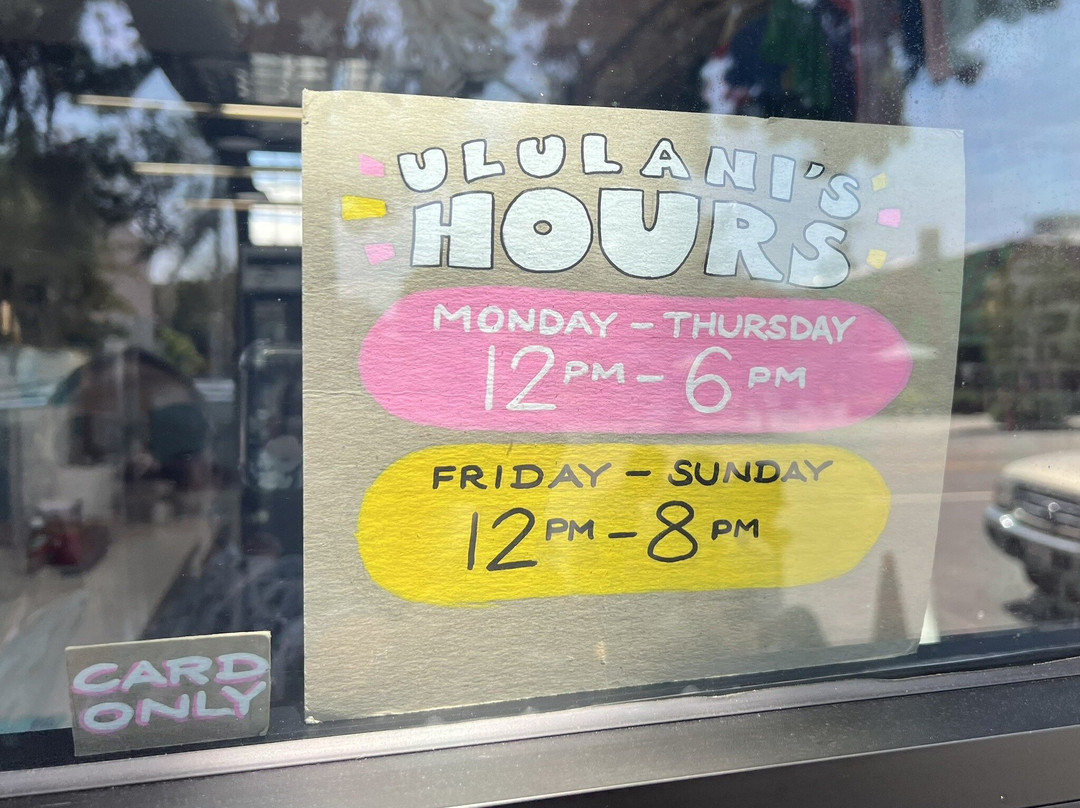 ULULANI'S
HOURS
MONDAY – THURSDAY
12 PM – 6 PM
FRIDAY – SUNDAY
12 PM – 8 PM
CARD
ONLY